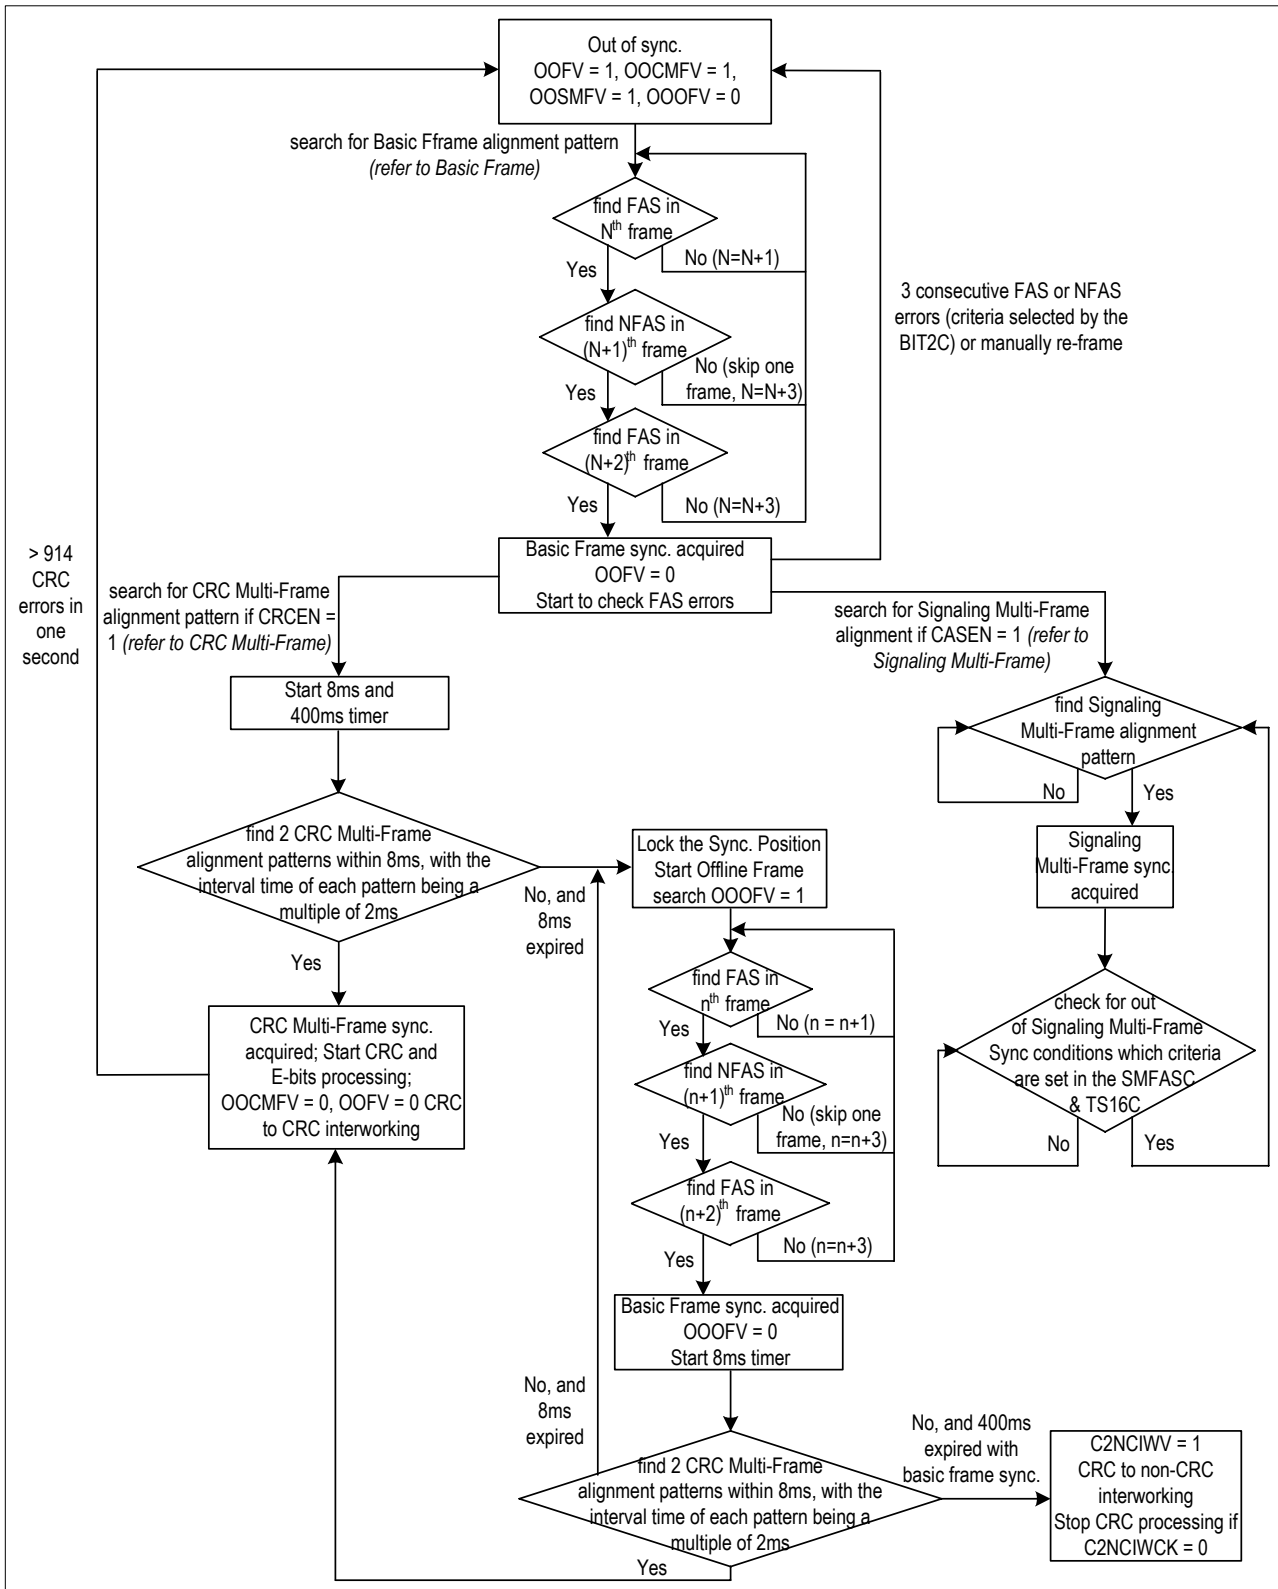 Out of sync.
OOFV = 1, OOCMFV = 1,
OOSMFV = 1, OOOFV = 0
search for Basic Fframe alignment pattern
(refer to Basic Frame)
find FAS in
Nth frame
No (N=N+1)
Yes
find NFAS in
(N+1)th frame
No (skip one
frame, N=N+3)
Yes
find FAS in
(N+2)th frame
No (N=N+3)
Yes
3 consecutive FAS or NFAS
errors (criteria selected by the
BIT2C) or manually re-frame
Basic Frame sync. acquired
OOFV = 0
Start to check FAS errors
> 914
CRC
errors in
one
second
search for CRC Multi-Frame
alignment pattern if CRCEN =
1 (refer to CRC Multi-Frame)
search for Signaling Multi-Frame
alignment if CASEN = 1 (refer to
Signaling Multi-Frame)
Start 8ms and
400ms timer
find Signaling
Multi-Frame alignment
pattern
No
Yes
Signaling
Multi-Frame sync.
acquired
find 2 CRC Multi-Frame
alignment patterns within 8ms, with the
interval time of each pattern being a
multiple of 2ms
No, and
8ms
expired
Yes
Lock the Sync. Position
Start Offline Frame
search OOOFV = 1
find FAS in
nth frame
No (n = n+1)
Yes
find NFAS in
(n+1)th frame
No (skip one
frame, n=n+3)
Yes
find FAS in
(n+2)th frame
No (n=n+3)
Yes
check for out
of Signaling Multi-Frame
Sync conditions which criteria
are set in the SMFASC
& TS16C
No
Yes
CRC Multi-Frame sync.
acquired; Start CRC and
E-bits processing;
OOCMFV = 0, OOFV = 0 CRC
to CRC interworking
Basic Frame sync. acquired
OOOFV = 0
Start 8ms timer
No, and
8ms
expired
find 2 CRC Multi-Frame
alignment patterns within 8ms, with the
interval time of each pattern being a
multiple of 2ms
Yes
No, and 400ms
expired with
basic frame sync.
C2NCIWV = 1
CRC to non-CRC
interworking
Stop CRC processing if
C2NCIWCK = 0